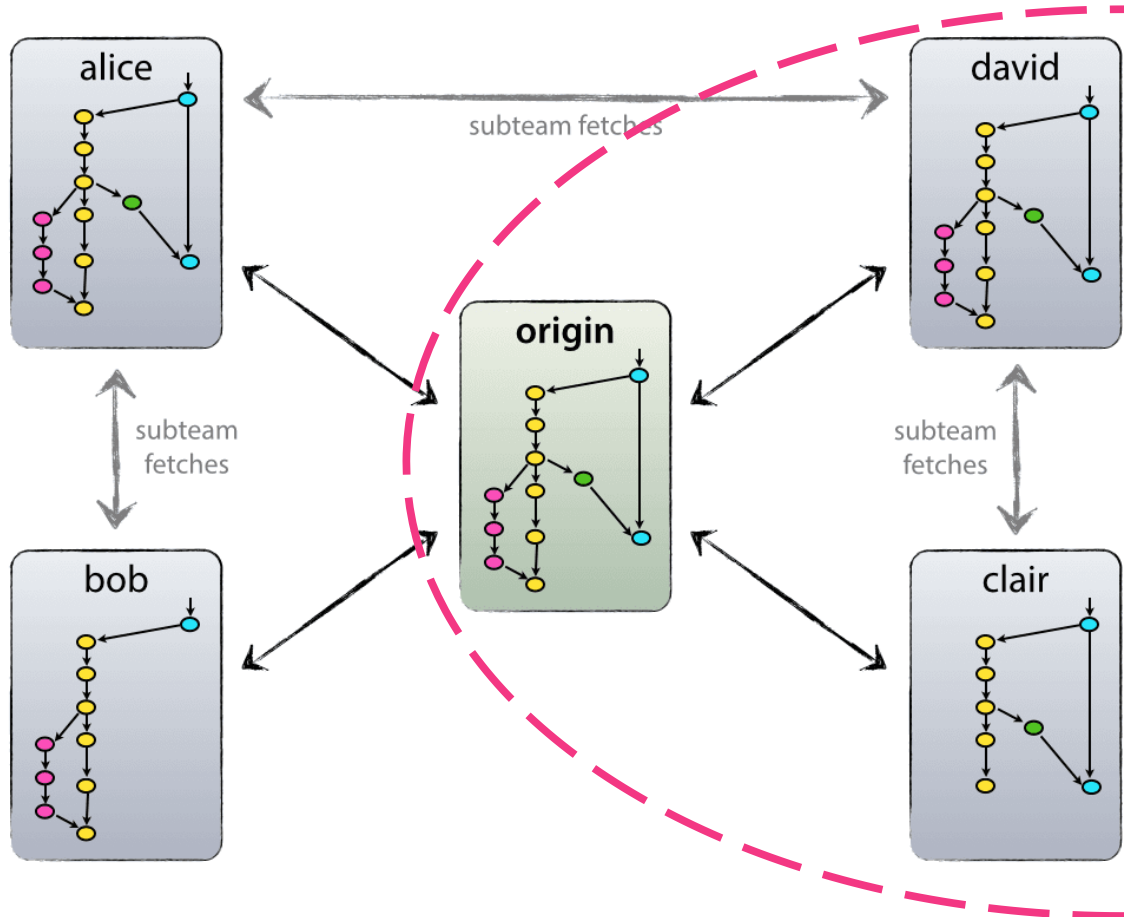 alice
david
subteam fetches
origin
subteam
fetches
subteam
fetches
bob
clair